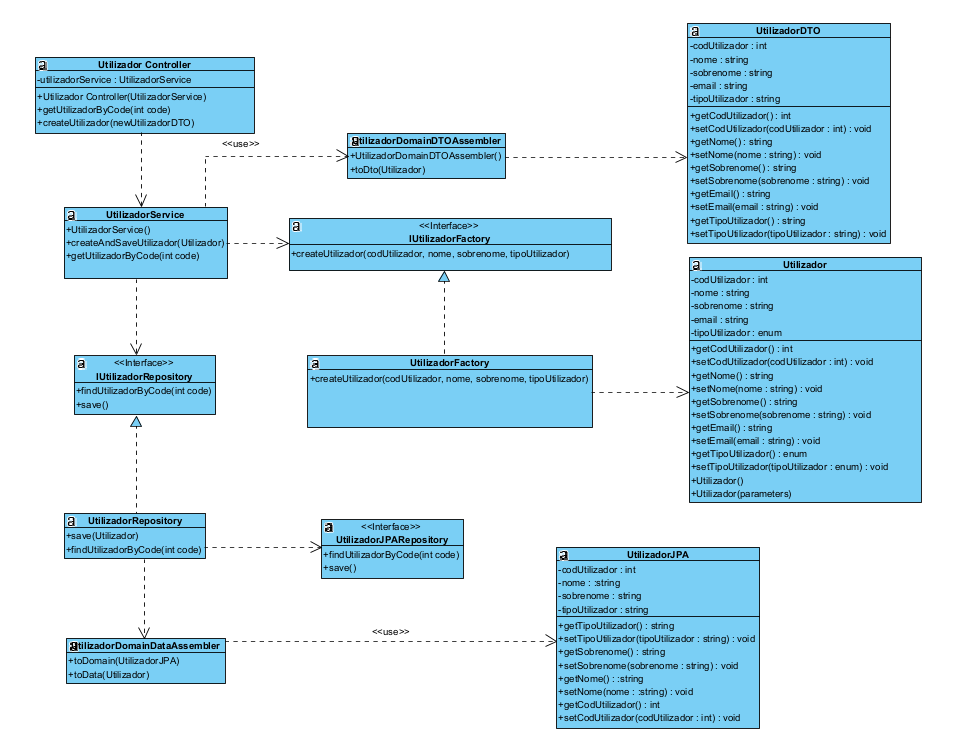 Utilizador Controller
-utilizadorService : UtilizadorService
+Utilizador Controller(UtilizadorService)
+getUtilizadorByCode(int code)
+createUtilizador(newUtilizadorDTO)
<<use>>
UtilizadorDomainDTOAssembler
+UtilizadorDomainDTOAssembler()
+toDto(Utilizador)
UtilizadorDTO
-codUtilizador : int
-nome : string
-sobrenome : string
-email : string
-tipoUtilizador : string
+getCodUtilizador() : int
+setCodUtilizador(codUtilizador : int) : void
+getNome() : string
+setNome(nome : string) : void
+getSobrenome() : string
+setSobrenome(sobrenome : string) : void
+getEmail() : string
+setEmail(email : string) : void
+getTipoUtilizador() : string
+setTipoUtilizador(tipoUtilizador : string) : void
UtilizadorService
+UtilizadorService()
+createAndSaveUtilizador(Utilizador)
+getUtilizadorByCode(int code)
<<Interface>>
IUtilizadorFactory
+createUtilizador(codUtilizador, nome, sobrenome, tipoUtilizador)
Utilizador
-codUtilizador : int
-nome : string
-sobrenome : string
-email : string
-tipoUtilizador : enum
+getCodUtilizador() : int
+setCodUtilizador(codUtilizador : int) : void
+getNome() : string
+setNome(nome : string) : void
+getSobrenome() : string
+setSobrenome(sobrenome : string) : void
+getEmail() : string
+setEmail(email : string) : void
+getTipoUtilizador() : enum
+setTipoUtilizador(tipoUtilizador : enum) : void
+Utilizador()
+Utilizador(parameters)
<<Interface>>
IUtilizadorRepository
+findUtilizadorByCode(int code)
+save()
UtilizadorFactory
+createUtilizador(codUtilizador, nome, sobrenome, tipoUtilizador)
UtilizadorRepository
+save(Utilizador)
+findUtilizadorByCode(int code)
<<Interface>>
UtilizadorJPARepository
+findUtilizadorByCode(int code)
+save()
UtilizadorDomainDataAssembler
+toDomain(UtilizadorJPA)
+toData(Utilizador)
<<use>>
UtilizadorJPA
-codUtilizador : int
-nome : :string
-sobrenome : string
-tipoUtilizador : string
+getTipoUtilizador() : string
+setTipoUtilizador(tipoUtilizador : string) : void
+getSobrenome() : string
+setSobrenome(sobrenome : string) : void
+getNome() : :string
+setNome(nome : :string) : void
+getCodUtilizador() : int
+setCodUtilizador(codUtilizador : int) : void